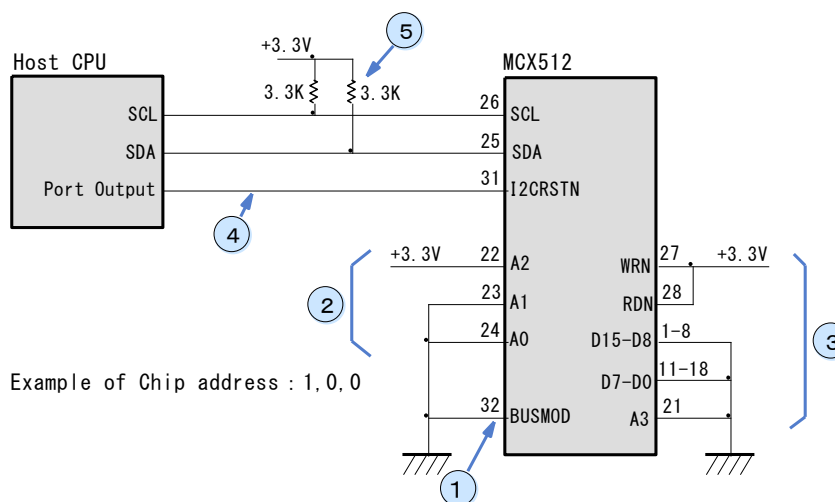 +3.3V
5
Host CPU
MCX512
3.3K
3.3K
SCL
26
SCL
SDA
25
SDA
Port Output
31
I2CRSTN
4
+3.3V
22
A2
WRN
27
+3.3V
2
23
A1
RDN
28
24
A0
D15-D8
1-8
3
Example of Chip address : 1,0,0
D7-D0
11-18
32
BUSMOD
A3
21
1